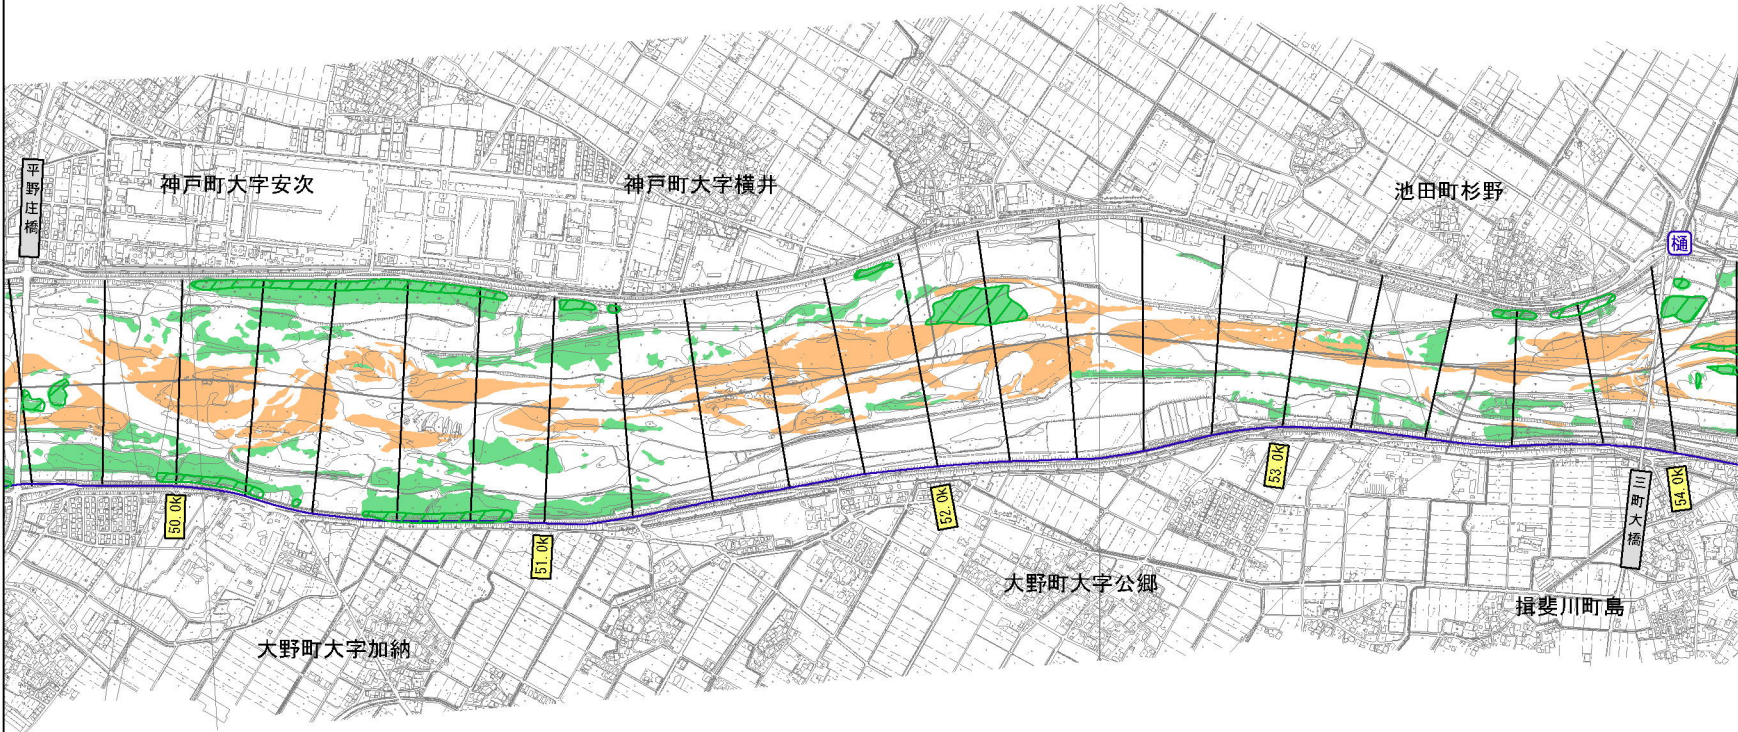 平野庄橋
神戸町大字安次
神戸町大字横井
池田町杉野
樋
50.0K
51.0K
52.0K
53.0K
54.0K
三町大橋
大野町大字加納
大野町大字公郷
揖斐川町島